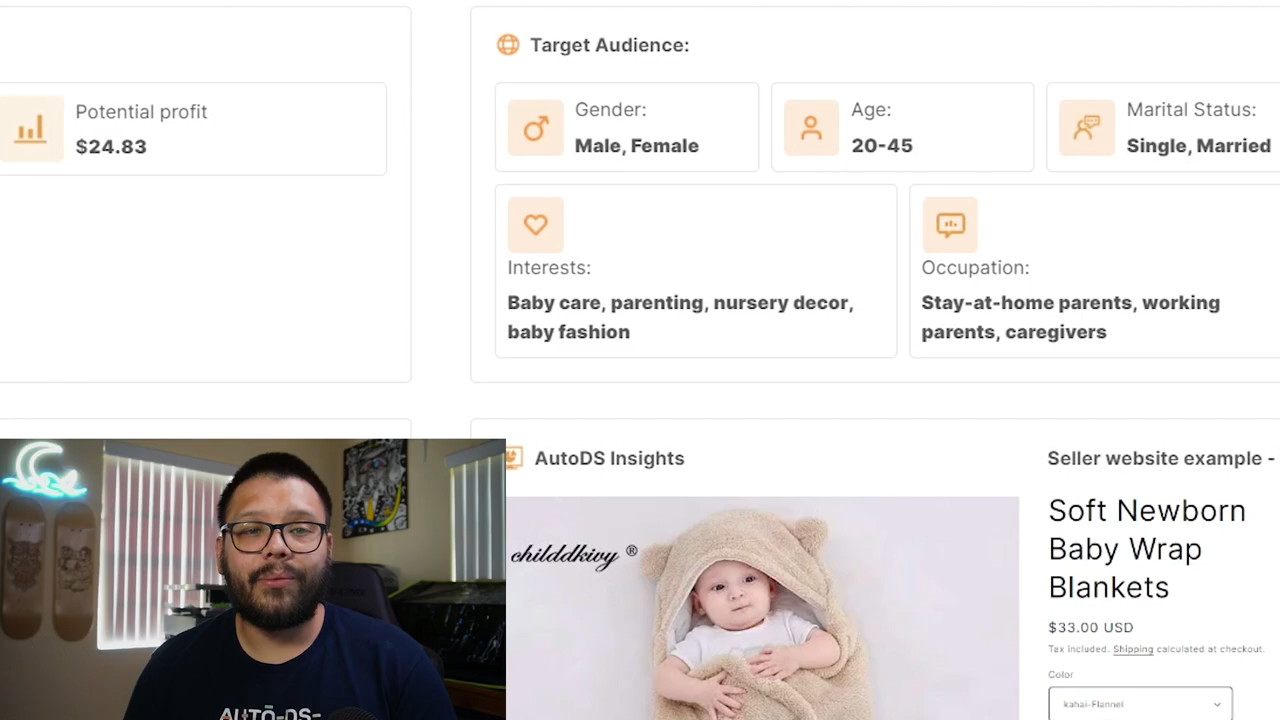 Potential profit
$24.83
Target Audience:
Gender:
Male, Female
Age:
20-45
Marital Status:
Single, Married
Interests:
Baby care, parenting, nursery decor,
baby fashion
Occupation:
Stay-at-home parents, working
parents, caregivers
AutoDS Insights
childdkivy ®
Seller website example -
Soft Newborn
Baby Wrap
Blankets
$33.00 USD
Tax included. Shipping calculated at checkout.
Color
kahai-Flannel
AUTO-DS-